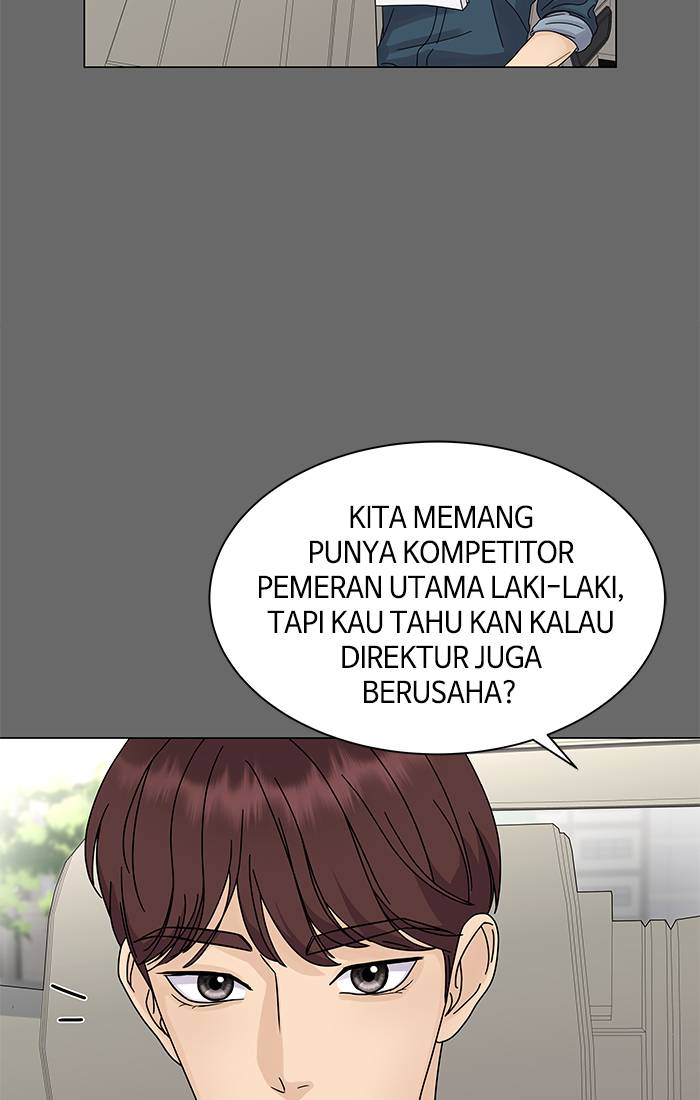 KITA MEMANG
PUNYA KOMPETITOR
PEMERAN UTAMA LAKI-LAKI,
TAPI KAU TAHU KAN KALAU
DIREKTUR JUGA
BERUSAHA?